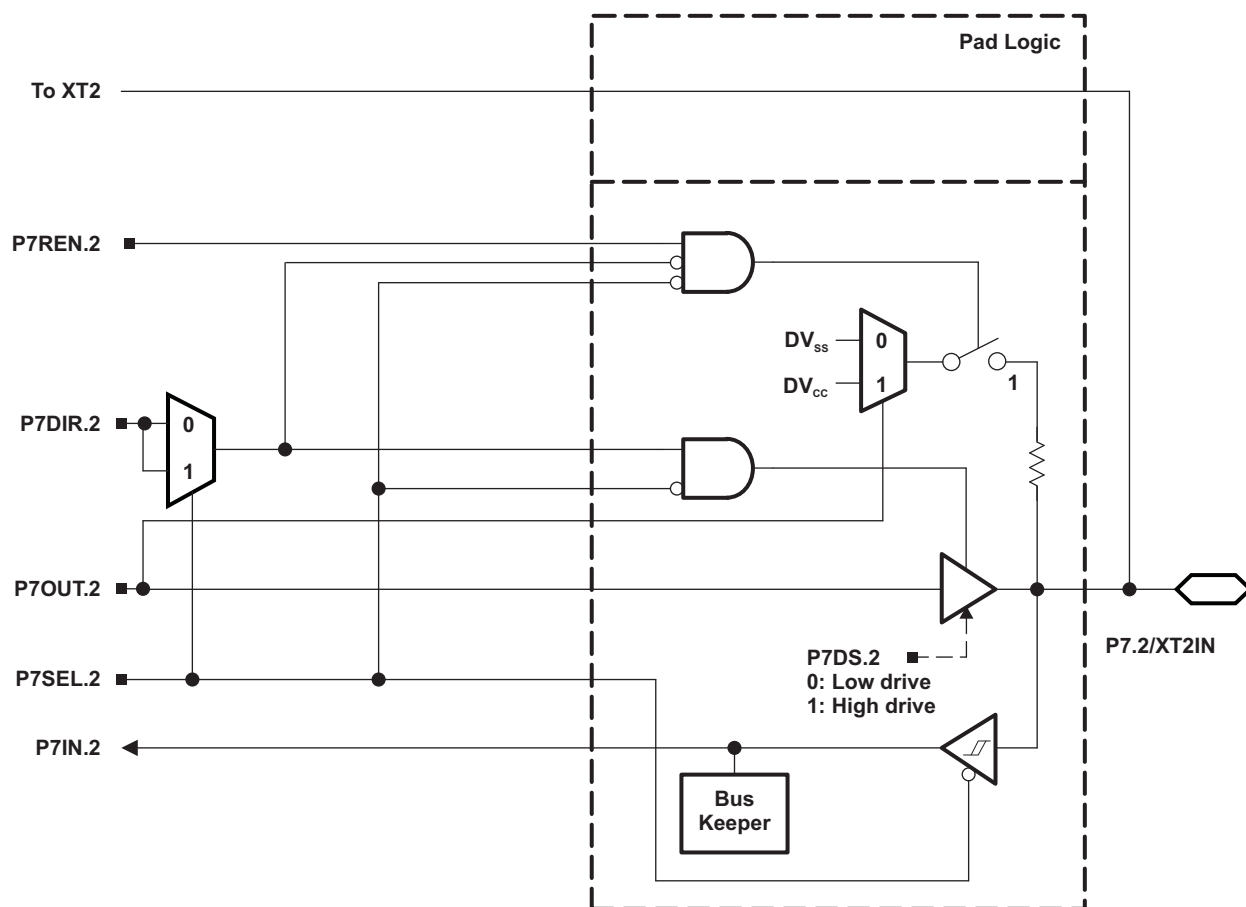 Pad Logic
To XT2
P7REN.2
DVSS
0
DVCC
1
1
P7DIR.2
0
1
P7OUT.2
P7.2/XT2IN
P7DS.2
0: Low drive
1: High drive
P7SEL.2
P7IN.2
Bus
Keeper